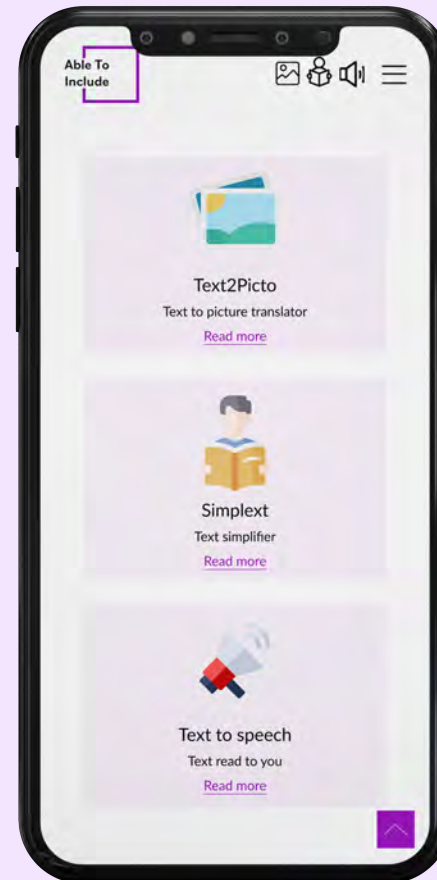 Able To
Include
Text2Picto
Text to picture translator
Read more
Simplext
Text simplifier
Read more
Text to speech
Text read to you
Read more